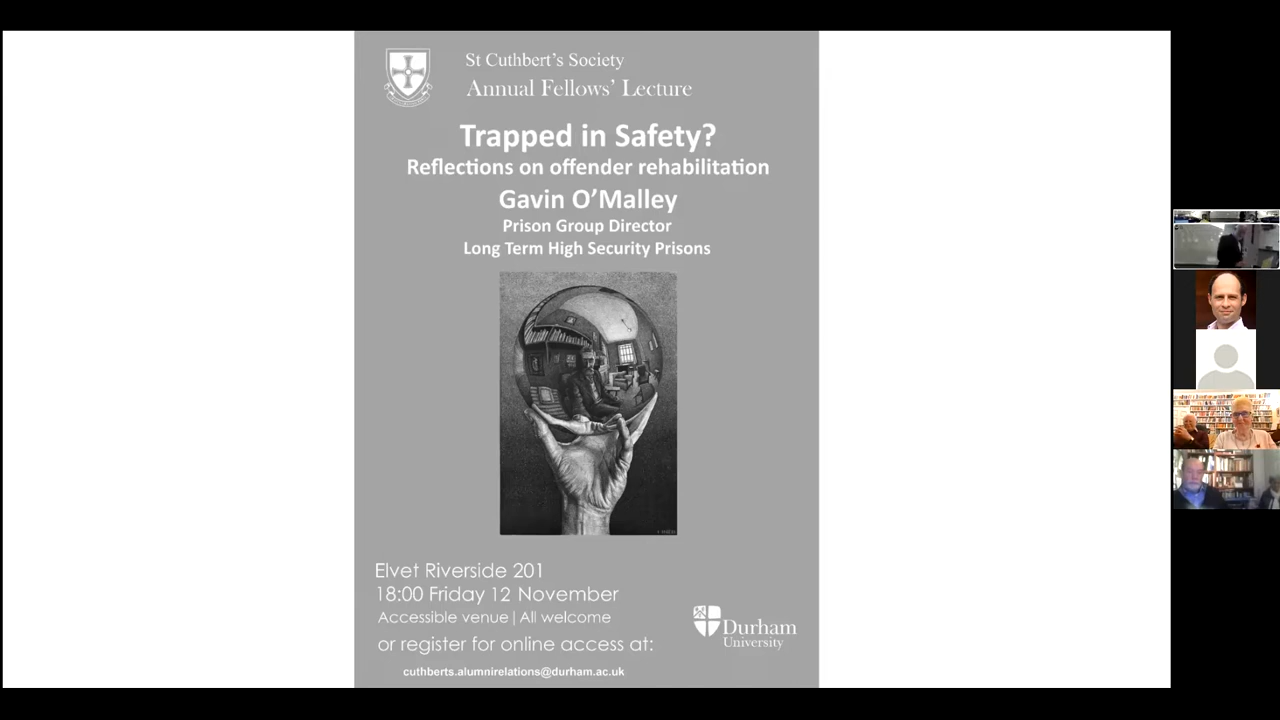 St Cuthbert's Society
Annual Fellows' Lecture
Trapped in Safety?
Reflections on offender rehabilitation
Gavin O'Malley
Prison Group Director
Long Term High Security Prisons
Elvet Riverside 201
18:00 Friday 12 November
Accessible venue | All welcome
or register for online access at:
cuthberts.alumnirelations@durham.ac.uk
Durham
University